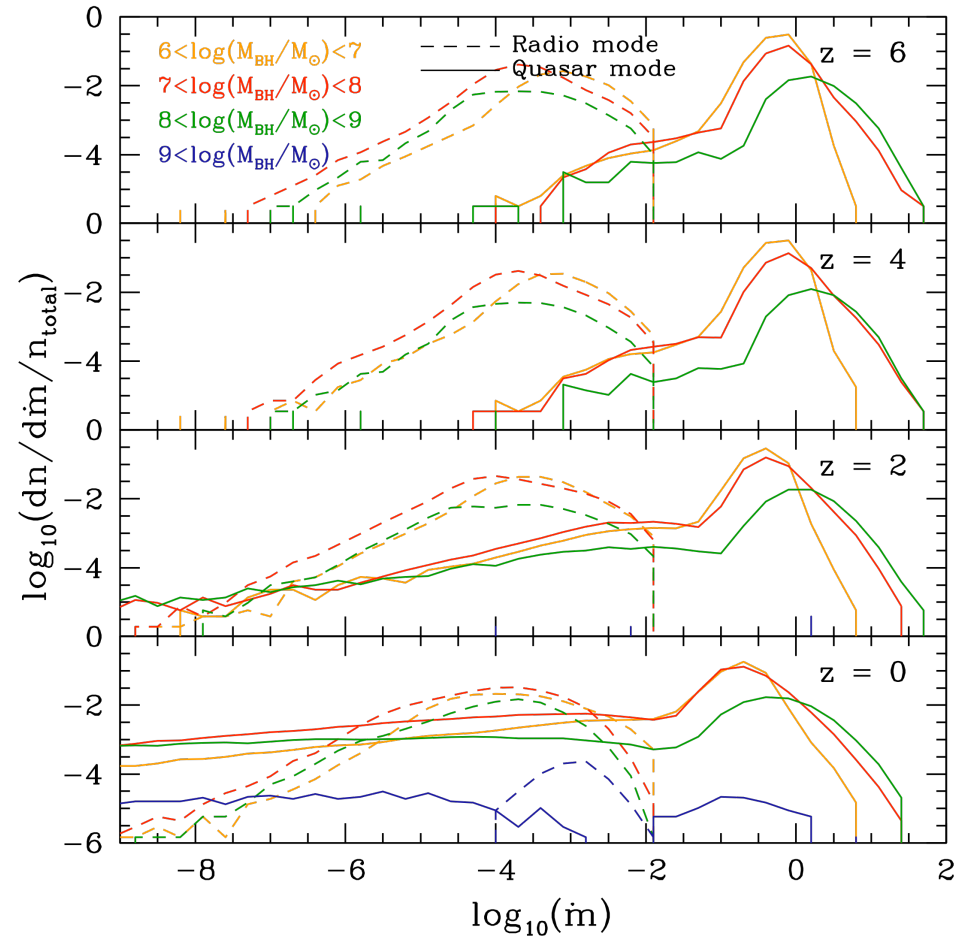 0
6<log(M_BH/M_⊙)<7
Radio mode
7<log(M_BH/M_⊙)<8
Quasar mode
z = 6
-2
8<log(M_BH/M_⊙)<9
9<log(M_BH/M_⊙)
-4
0
z = 4
-2
-4
0
z = 2
-2
-4
0
z = 0
-2
-4
-6
-8 -6 -4 -2 0 2
log₁₀(ṁ)
log₁₀(dn/dṁ/n_total)